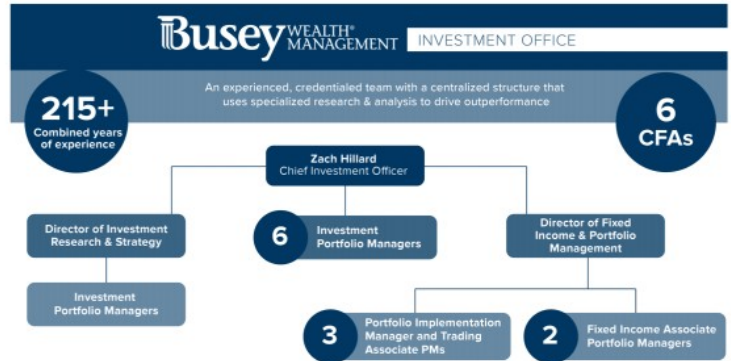 Busey WEALTH® MANAGEMENT
INVESTMENT OFFICE
An experienced, credentialed team with a centralized structure that
uses specialized research & analysis to drive outperformance
215+
Combined years
of experience
6
CFAs
Zach Hillard
Chief Investment Officer
Director of Investment
Research & Strategy
6
Investment
Portfolio Managers
Director of Fixed
Income & Portfolio
Management
Investment
Portfolio Managers
3
Portfolio Implementation
Manager and Trading
Associate PMs
2
Fixed Income Associate
Portfolio Managers